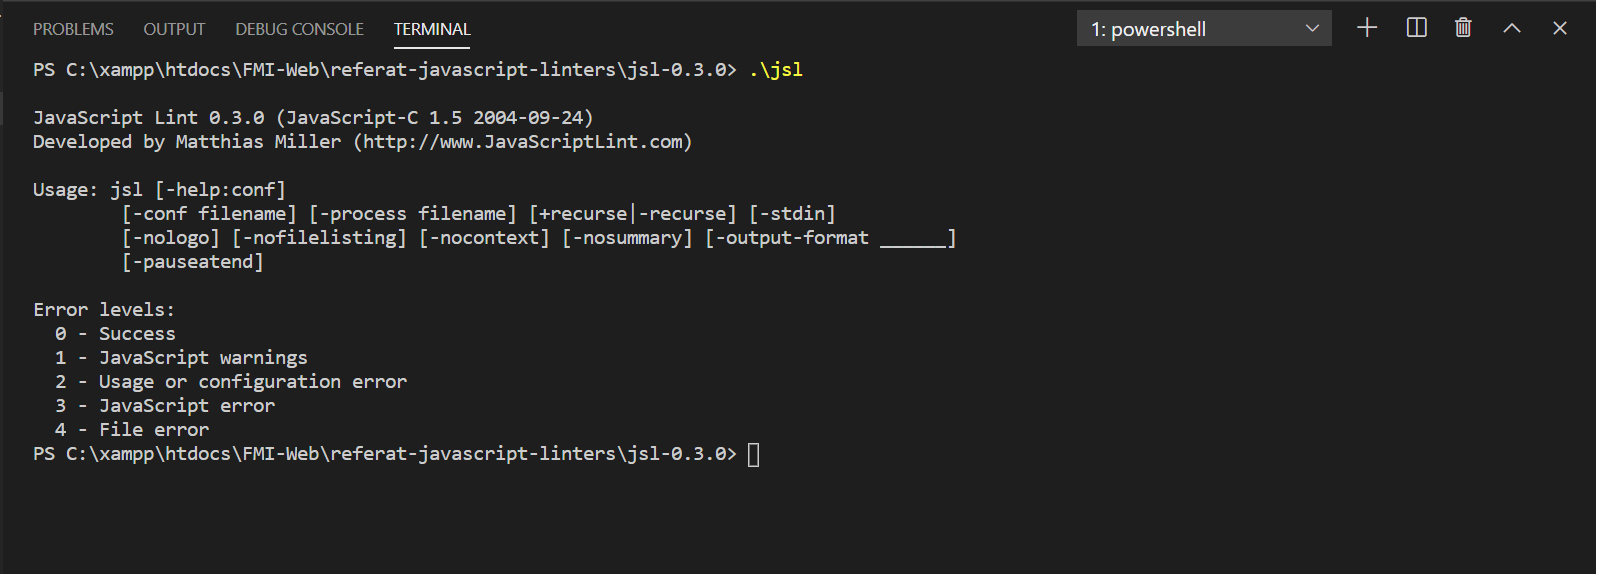 PROBLEMS OUTPUT DEBUG CONSOLE TERMINAL 1: powershell
PS C:\xampp\htdocs\FMI-Web\referat-javascript-linters\jsl-0.3.0> .\jsl
JavaScript Lint 0.3.0 (JavaScript-C 1.5 2004-09-24)
Developed by Matthias Miller (http://www.JavaScriptLint.com)
Usage: jsl [-help:conf]
[-conf filename] [-process filename] [+recurse|-recurse] [-stdin]
[-nologo] [-nofilelisting] [-nocontext] [-nosummary] [-output-format ______]
[-pauseatend]
Error levels:
0 - Success
1 - JavaScript warnings
2 - Usage or configuration error
3 - JavaScript error
4 - File error
PS C:\xampp\htdocs\FMI-Web\referat-javascript-linters\jsl-0.3.0>